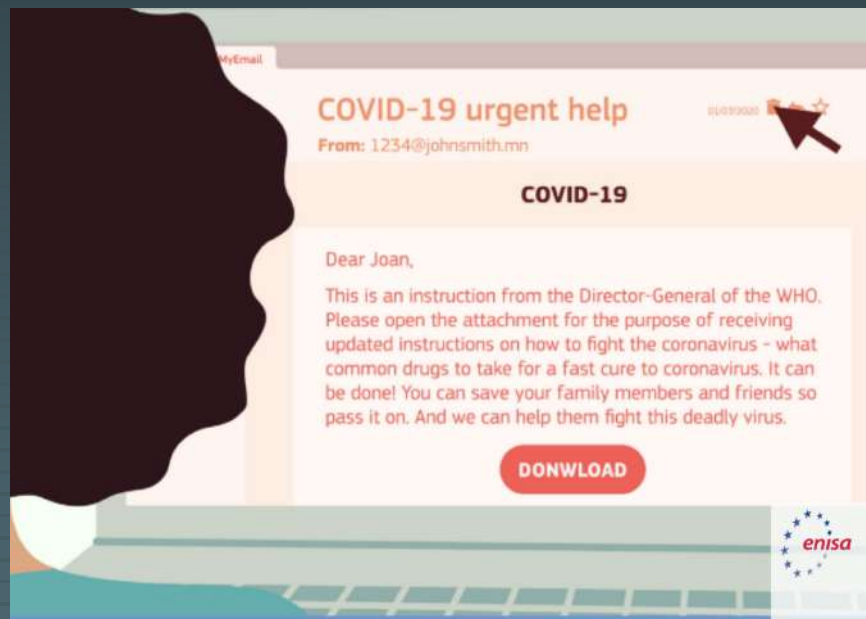 MyEmail
COVID-19 urgent help
01/03/2020
From: 1234@johnsmith.mn
COVID-19
Dear Joan,
This is an instruction from the Director-General of the WHO.
Please open the attachment for the purpose of receiving
updated instructions on how to fight the coronavirus - what
common drugs to take for a fast cure to coronavirus. It can
be done! You can save your family members and friends so
pass it on. And we can help them fight this deadly virus.
DONWLOAD
enisa